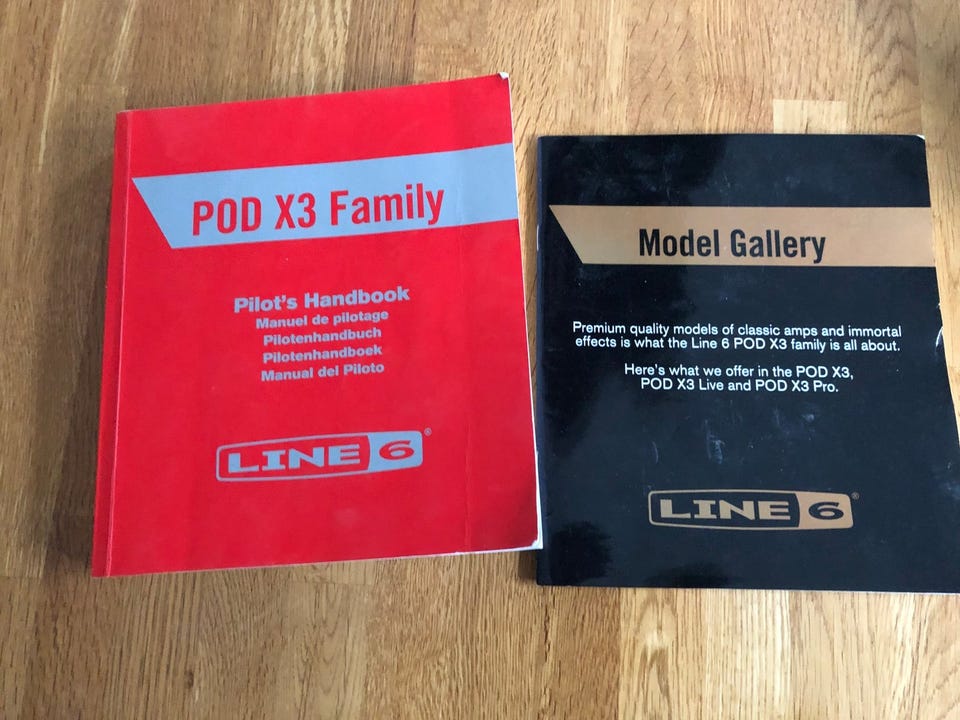 POD X3 Family
Pilot's Handbook
Manuel de pilotage
Pilotenhandbuch
Pilotenhandboek
Manual del Piloto
LINE 6®
Model Gallery
Premium quality models of classic amps and immortal
effects is what the Line 6 POD X3 family is all about.
Here's what we offer in the POD X3,
POD X3 Live and POD X3 Pro.
LINE 6®